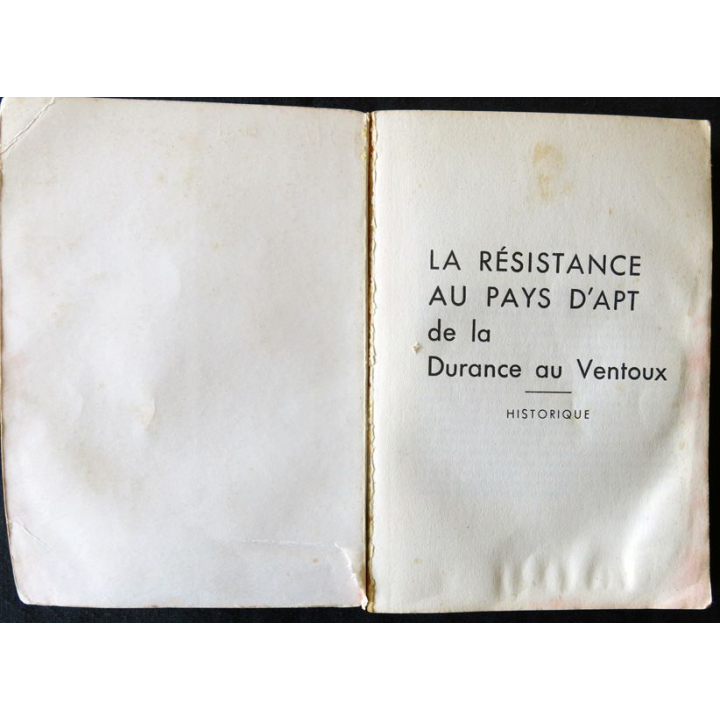 LA RÉSISTANCE
AU PAYS D'APT
de la
Durance au Ventoux
HISTORIQUE